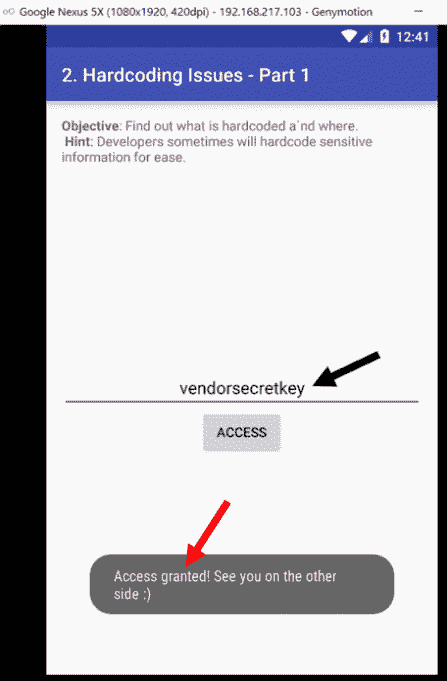 Google Nexus 5X (1080x1920, 420dpi) - 192.168.217.103 - Genymotion
12:41
2. Hardcoding Issues - Part 1
Objective: Find out what is hardcoded a´nd where.
Hint: Developers sometimes will hardcode sensitive
information for ease.
vendorsecretkey
ACCESS
Access granted! See you on the other
side :)